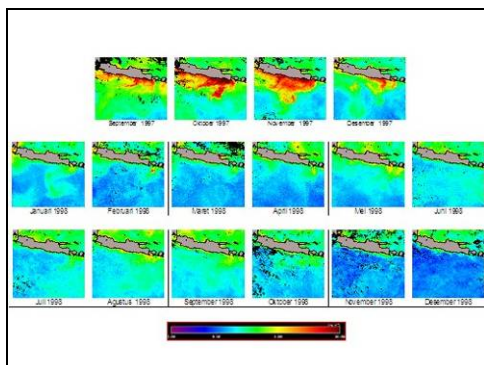 September 1997 Oktober 1997 November 1997 Desember 1997
Januari 1998 Februari 1998 Maret 1998 April 1998 Mei 1998 Juni 1998
Juli 1998 Agustus 1998 September 1998 Oktober 1998 November 1998 Desember 1998